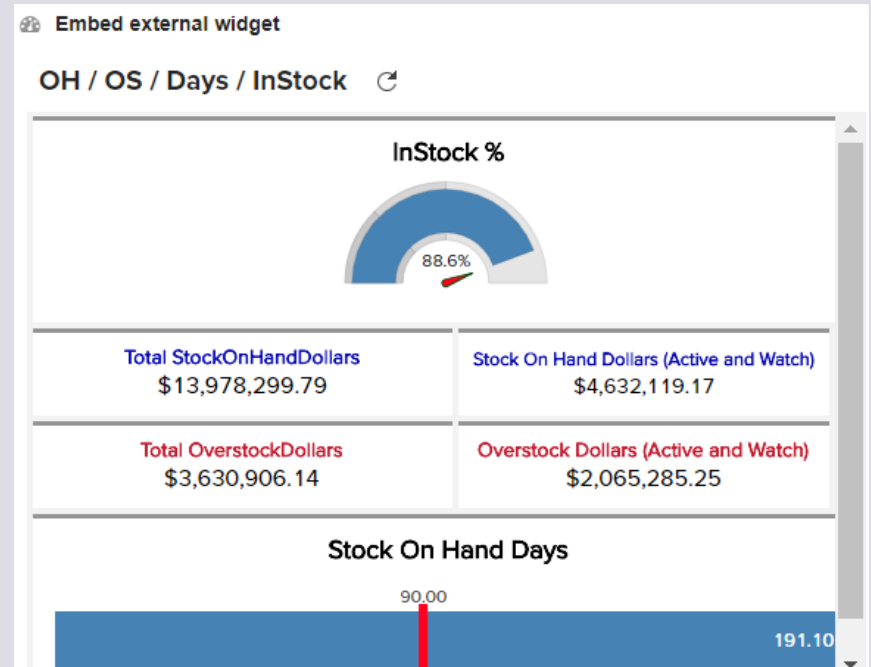 Embed external widget
OH / OS / Days / InStock
InStock %
88.6%
Total StockOnHandDollars
$13,978,299.79
Stock On Hand Dollars (Active and Watch)
$4,632,119.17
Total OverstockDollars
$3,630,906.14
Overstock Dollars (Active and Watch)
$2,065,285.25
Stock On Hand Days
90.00
191.10